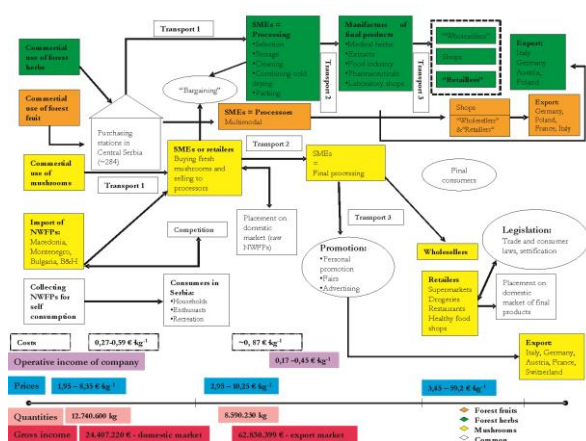 Commercial
use of forest
herbs
Commercial
use of forest
fruit
Commercial
use of
mushrooms
Import of
NWFPs:
Macedonia,
Montenegro,
Bulgaria, B&H
Collecting
NWFPs for
self
consumption
Transport 1
Purchasing
stations in
Central Serbia
(~284)
Transport 1
"Bargaining"
SMEs =
Processing
•Selection
•Storage
•Cleaning
•Combining cold
drying
•Packing
Transport 2
Manufacture of
final products
•Medical herbs
•Extracts
•Food industry
•Pharmaceuticals
•Laboratory shops
Transport 3
"Wholesellers"
Shops
"Retailers"
Export:
Italy
Germany
Austria,
Poland
SMEs = Processors
Multimodal
Shops
"Wholesellers"
& "Retailers"
Export:
Germany,
Poland,
France, Italy
SMEs or retailers
Buying fresh
mushrooms and
selling to
processors
Transport 2
SMEs
=
Final processing
Final
consumers
Competition
Placement on
domestic
market (raw
NWFPs)
Transport 3
Promotion:
•Personal
promotion
•Fairs
•Advertising
Wholesellers
Retailers
Supermarkets
Drogeries
Restaurants
Healthy food
shops
Legislation:
Trade and consumer
laws, setification
Placement on
domestic
market of final
products
Export:
Italy, Germany,
Austria, France,
Switzerland
Consumers in
Serbia:
•Households
•Enthusiasts
•Recreation
Costs
0,27-0,59 € kg⁻¹
~0, 87 € kg⁻¹
Operative income of company
0,17 -0,45 € kg⁻¹
Prices
1,95 – 8,35 € kg⁻¹
2,95 – 10,25 € kg⁻¹
3,45 – 59,2 € kg⁻¹
Quantities
12.740.600 kg
8.590.230 kg
Gross income
24.407.220 € - domestic market
62.830.399 € - export market
Forest fruits
Forest herbs
Mushrooms
Common